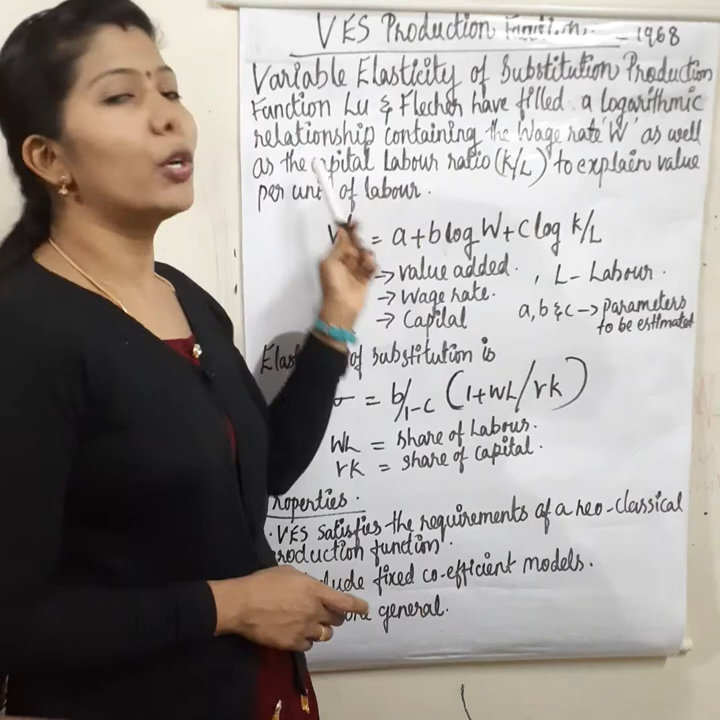 VES Production Function. - 1968
Variable Elasticity of Substitution Production
Function Lu & Flecher have filled a logarithmic
relationship containing the Wage rate 'W' as well
as the capital labour ratio (K/L) to explain value
per unit of labour.
= a+b log W + c log K/L
→ value added. , L - Labour.
→ Wage rate. a, b & c → parameters
→ Capital to be estimated
of substitution is
= b/1-c (1+WL/rk)
WL = share of Labour.
rk = share of capital.
roperties.
VES satisfies the requirements of a neo-classical
roduction function.
lude fixed co-efficient models.
general.